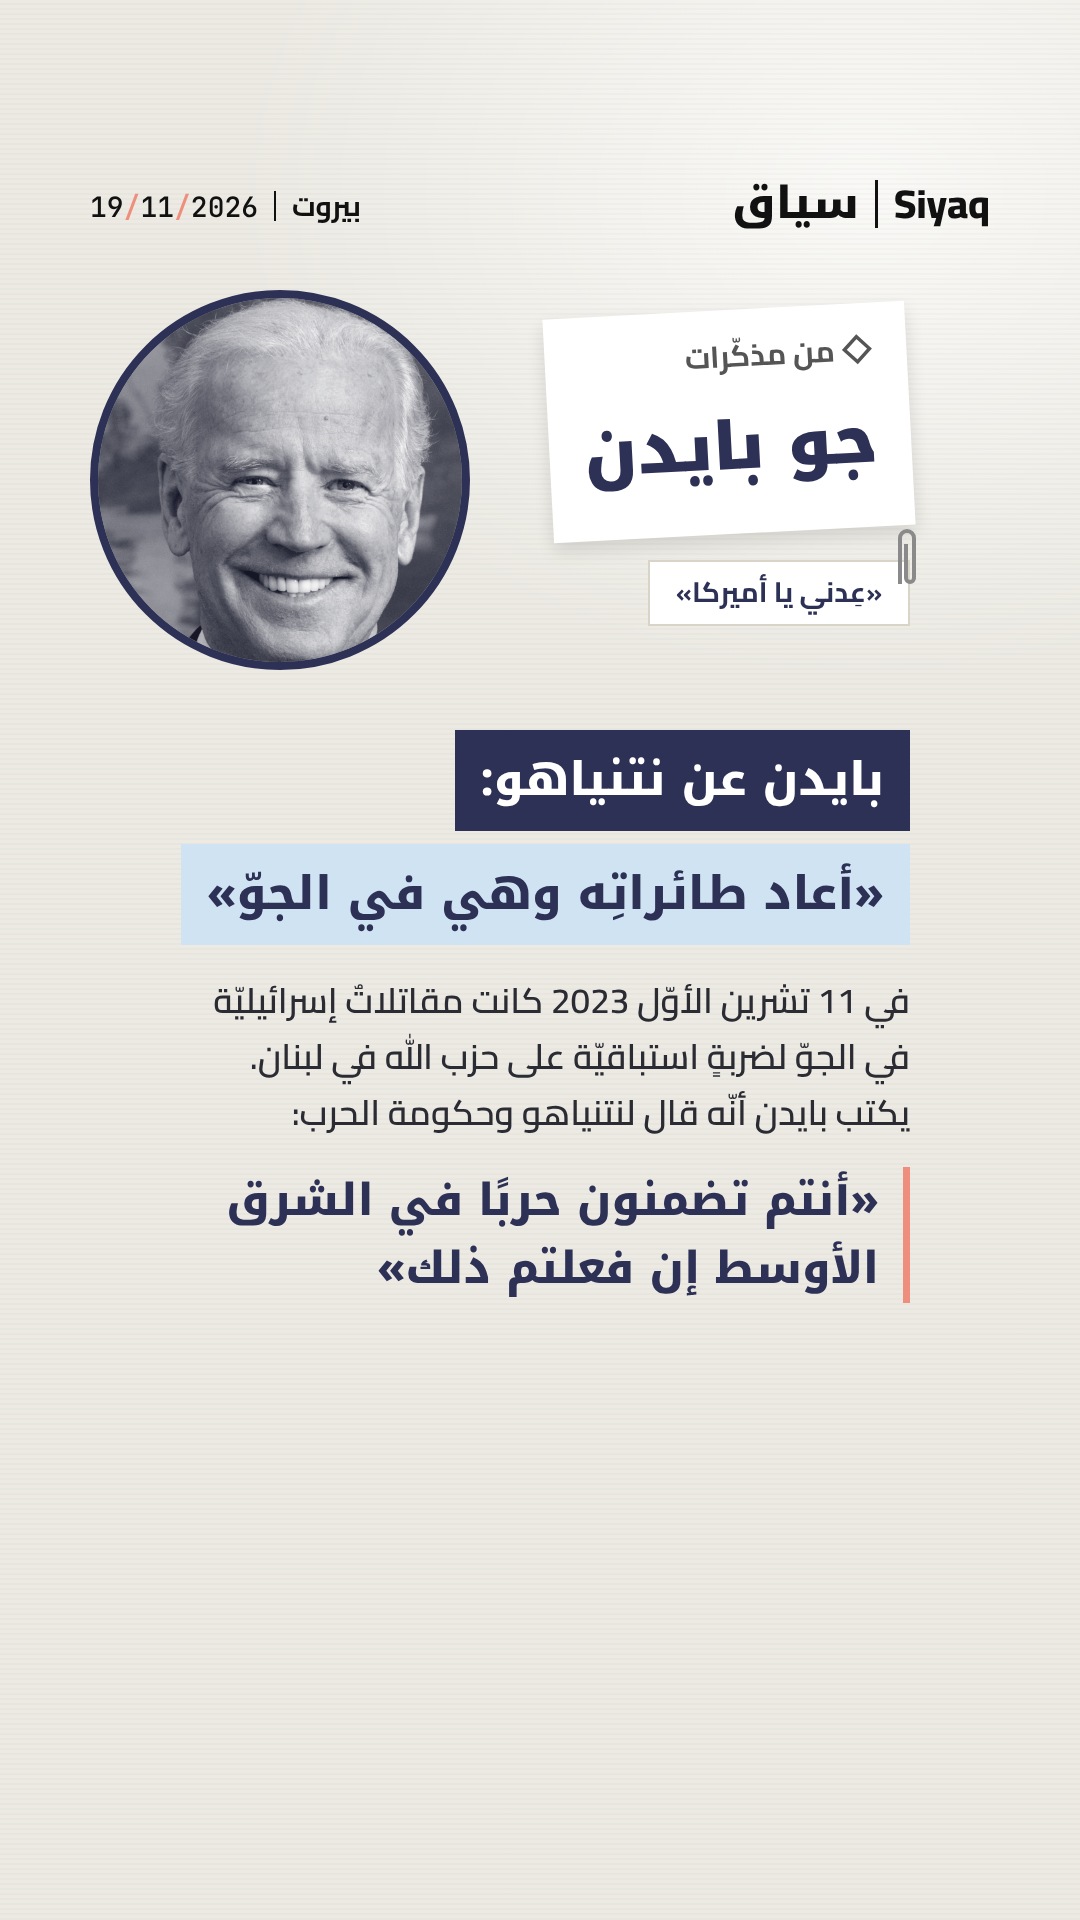 Siyaq | سياق
بيروت | 19/11/2026
من مذكّرات
جو بايدن
«عِدني يا أميركا»
بايدن عن نتنياهو:
«أعاد طائراتِه وهي في الجوّ»
في 11 تشرين الأوّل 2023 كانت مقاتلاتٌ إسرائيليّة
في الجوّ لضربةٍ استباقيّة على حزب الله في لبنان.
يكتب بايدن أنّه قال لنتنياهو وحكومة الحرب:
«أنتم تضمنون حربًا في الشرق
الأوسط إن فعلتم ذلك»